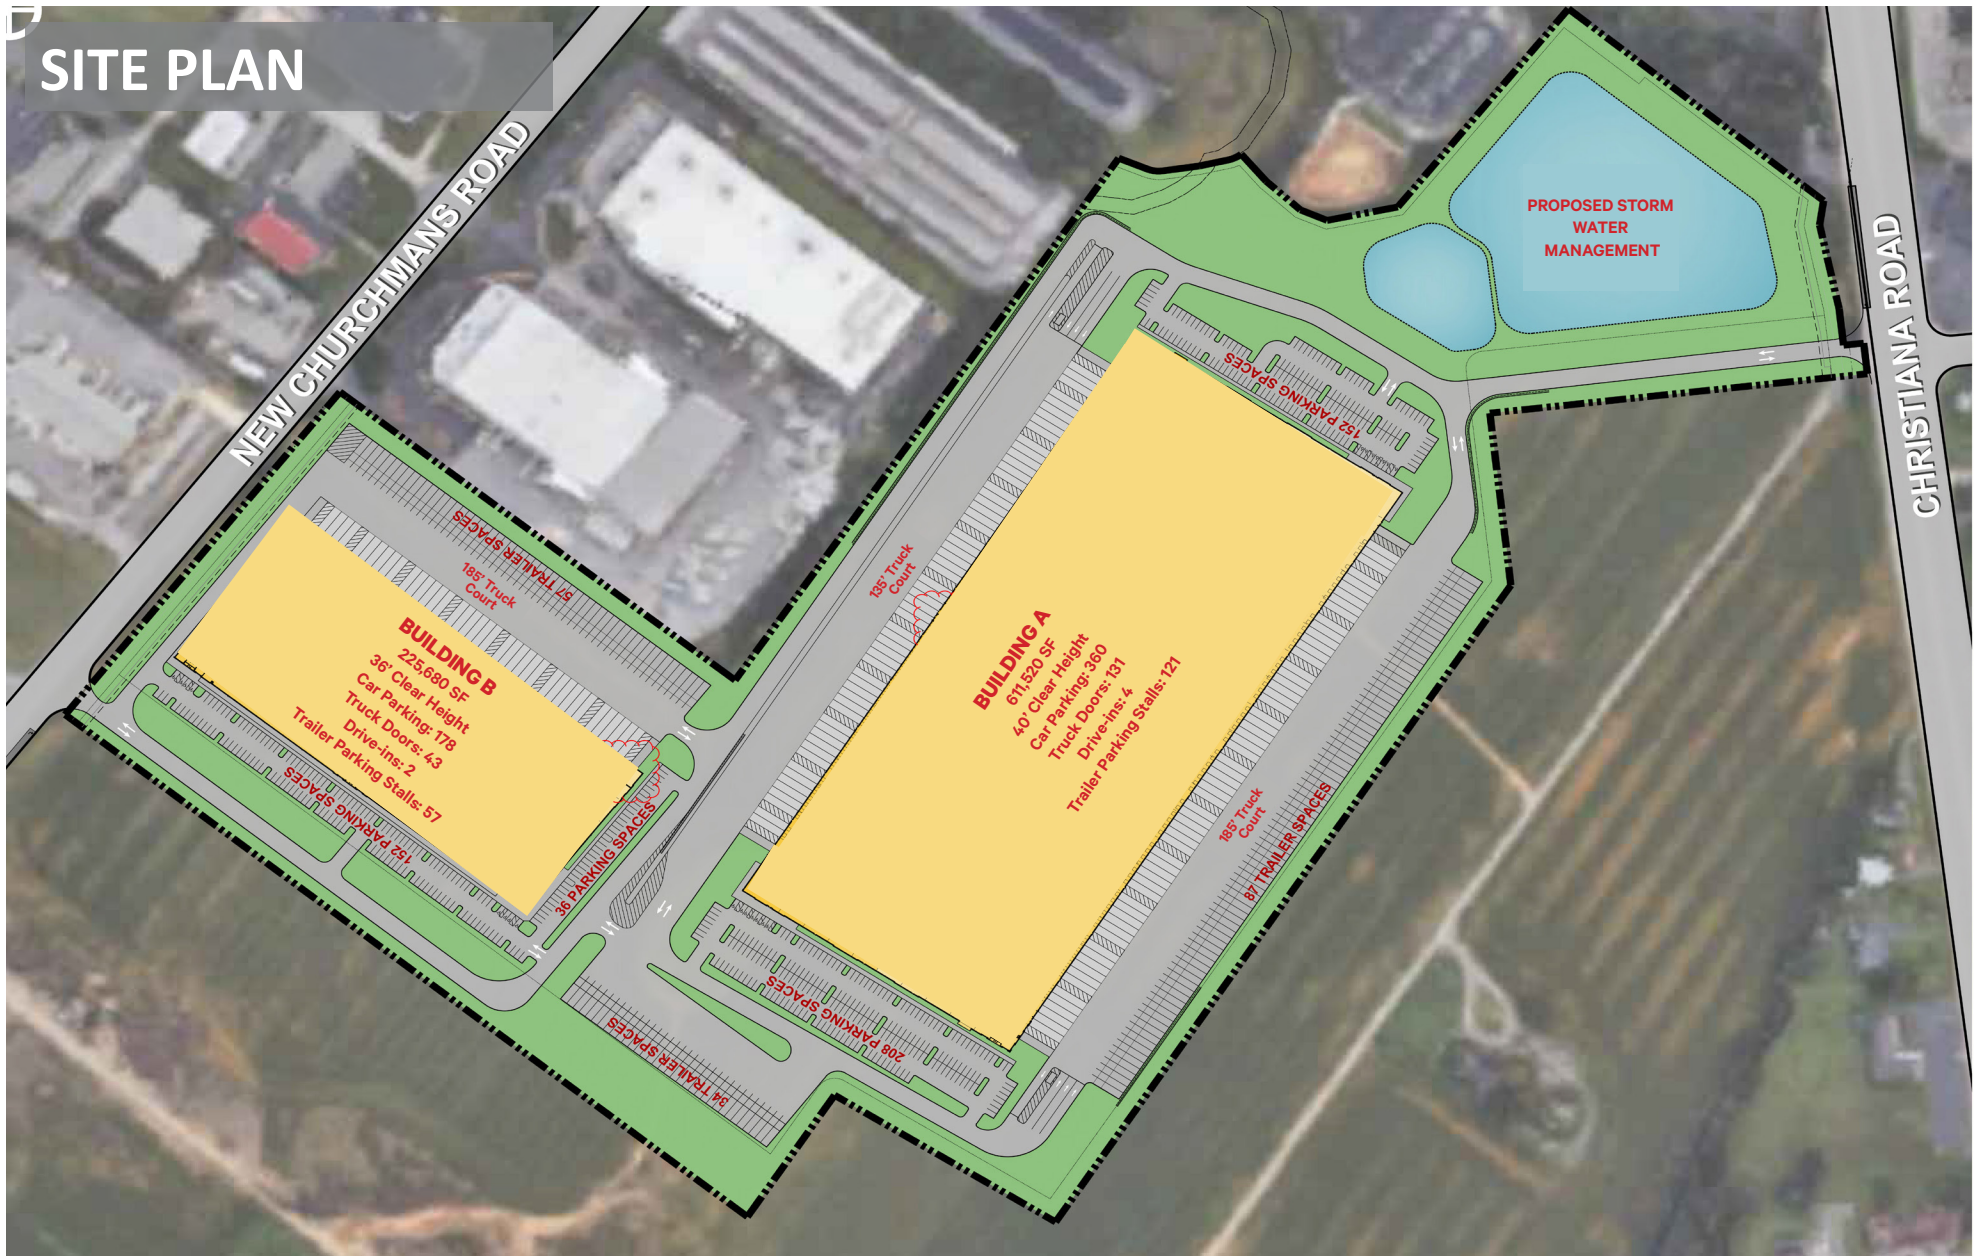 SITE PLAN
NEW CHURCHMANS ROAD
CHRISTIANA ROAD
PROPOSED STORM
WATER
MANAGEMENT
152 PARKING SPACES
135' Truck
Court
BUILDING A
611,520 SF
40' Clear Height
Car Parking: 360
Truck Doors: 131
Drive-ins: 4
Trailer Parking Stalls: 121
185' Truck
Court
87 TRAILER SPACES
208 PARKING SPACES
34 TRAILER SPACES
57 TRAILER SPACES
185' Truck
Court
BUILDING B
225,680 SF
36' Clear Height
Car Parking: 178
Truck Doors: 43
Drive-ins: 2
Trailer Parking Stalls: 57
152 PARKING SPACES
36 PARKING SPACES